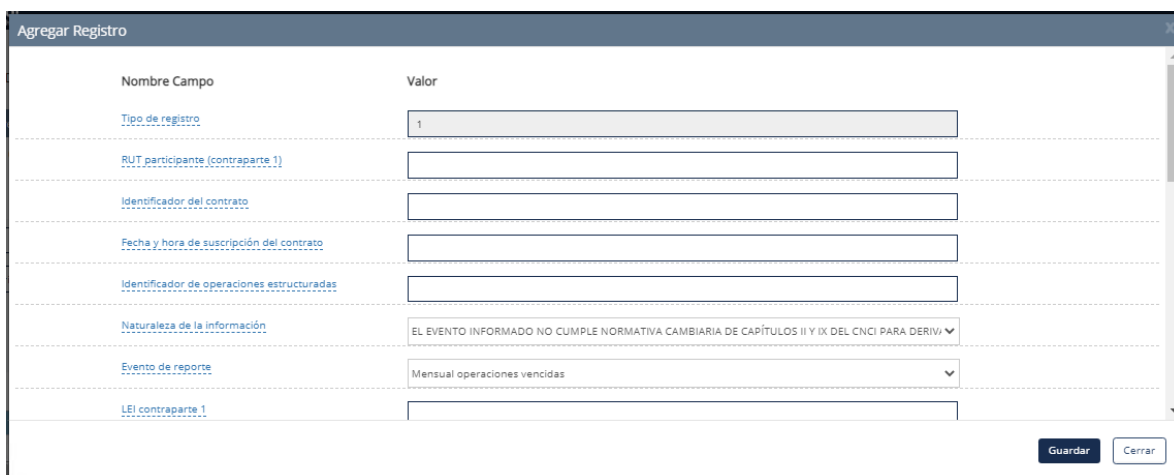 Agregar Registro
x
Nombre Campo Valor
Tipo de registro 1
RUT participante (contraparte 1)
Identificador del contrato
Fecha y hora de suscripción del contrato
Identificador de operaciones estructuradas
Naturaleza de la información EL EVENTO INFORMADO NO CUMPLE NORMATIVA CAMBIARIA DE CAPÍTULOS II Y IX DEL CNCI PARA DERIV
Evento de reporte Mensual operaciones vencidas
LEI contraparte 1
Guardar Cerrar